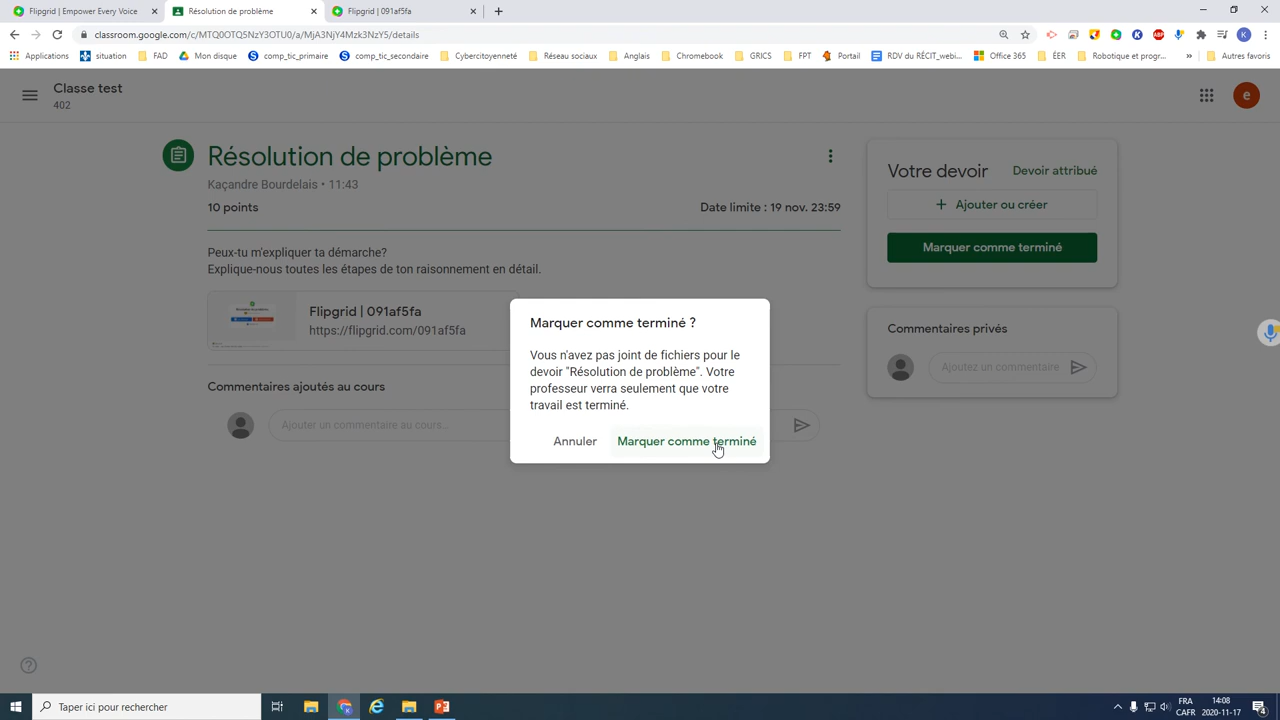 Flipgrid | Empower Every Voice
Résolution de problème
Flipgrid | 091af5fa
classroom.google.com/c/MTQ0OTQ5NzY3OTU0/a/MjA3NjY4Mzk3NzY5/details
Applications
situation
FAD
Mon disque
comp_tic_primaire
comp_tic_secondaire
Cybercitoyenneté
Réseau sociaux
Anglais
Chromebook
GRICS
FPT
Portail
RDV du RÉCIT_webi...
Office 365
ÉER
Robotique et progr...
»
Autres favoris
Classe test
402
e
Résolution de problème
Kaçandre Bourdelais • 11:43
10 points
Date limite : 19 nov. 23:59
Peux-tu m'expliquer ta démarche?
Explique-nous toutes les étapes de ton raisonnement en détail.
Flipgrid | 091af5fa
https://flipgrid.com/091af5fa
Commentaires ajoutés au cours
Ajouter un commentaire au cours...
Votre devoir
Devoir attribué
+ Ajouter ou créer
Marquer comme terminé
Commentaires privés
Ajoutez un commentaire
Marquer comme terminé ?
Vous n'avez pas joint de fichiers pour le
devoir "Résolution de problème". Votre
professeur verra seulement que votre
travail est terminé.
Annuler
Marquer comme terminé
Taper ici pour rechercher
FRA
CAFR
14:08
2020-11-17
4